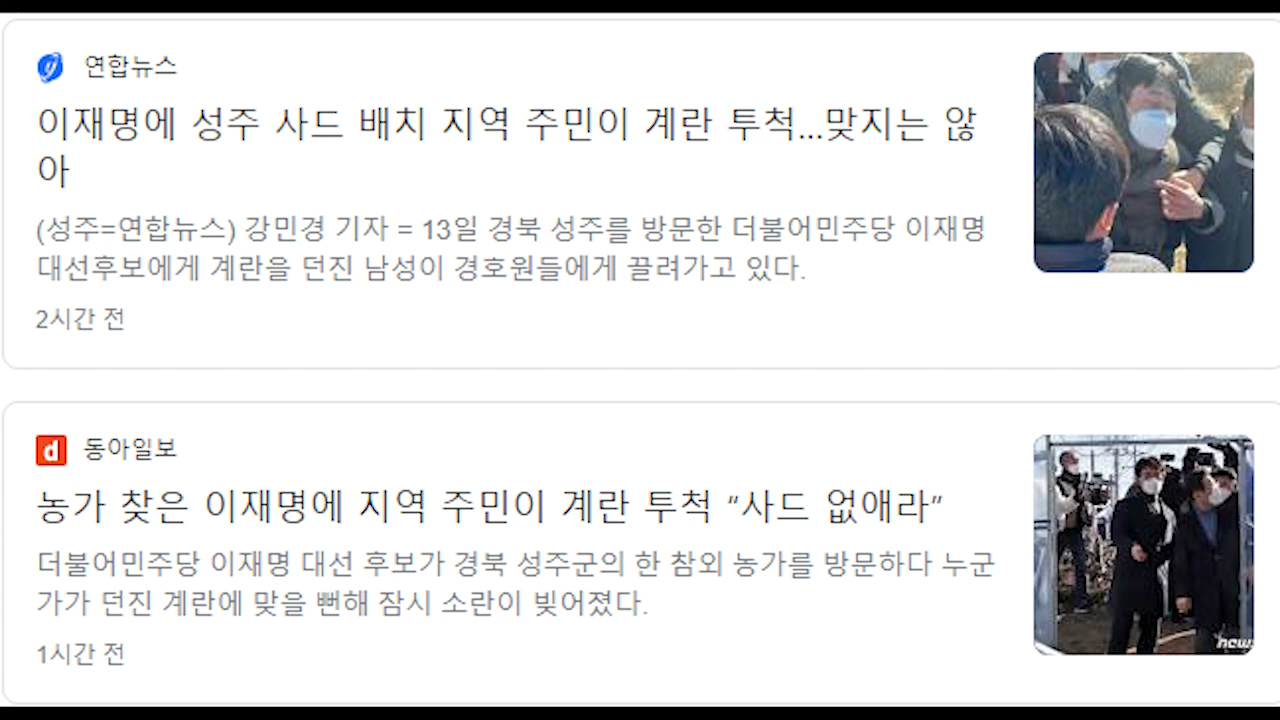 연합뉴스
이재명에 성주 사드 배치 지역 주민이 계란 투척...맞지는 않
아
(성주=연합뉴스) 강민경 기자 = 13일 경북 성주를 방문한 더불어민주당 이재명
대선후보에게 계란을 던진 남성이 경호원들에게 끌려가고 있다.
2시간 전
d 동아일보
농가 찾은 이재명에 지역 주민이 계란 투척 “사드 없애라”
더불어민주당 이재명 대선 후보가 경북 성주군의 한 참외 농가를 방문하다 누군
가가 던진 계란에 맞을 뻔해 잠시 소란이 빚어졌다.
1시간 전